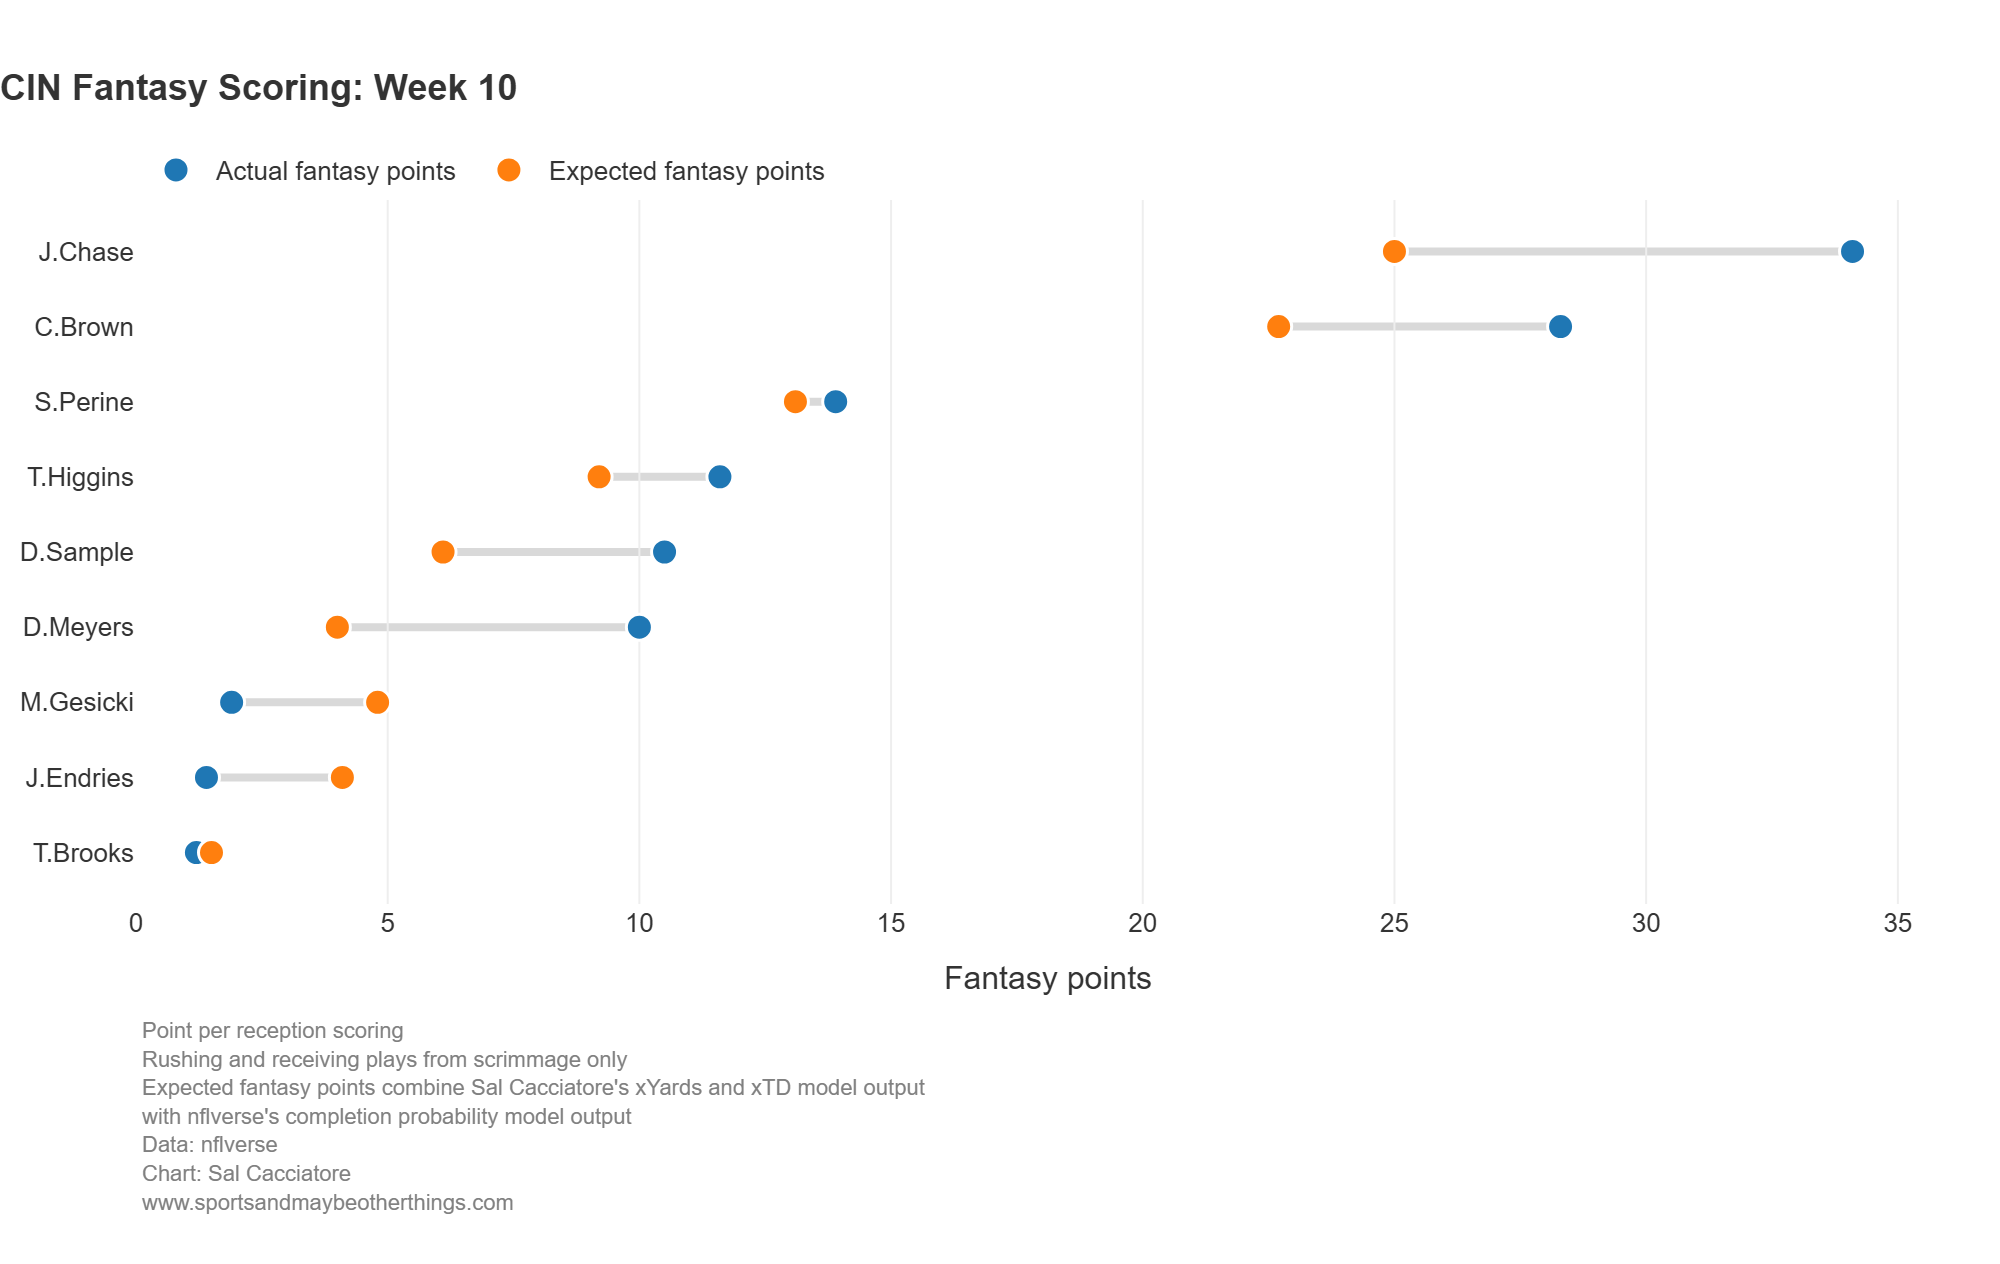 CIN Fantasy Scoring: Week 10
Actual fantasy points Expected fantasy points
J.Chase
C.Brown
S.Perine
T.Higgins
D.Sample
D.Meyers
M.Gesicki
J.Endries
T.Brooks
0 5 10 15 20 25 30 35
Fantasy points
Point per reception scoring
Rushing and receiving plays from scrimmage only
Expected fantasy points combine Sal Cacciatore's xYards and xTD model output
with nflverse's completion probability model output
Data: nflverse
Chart: Sal Cacciatore
www.sportsandmaybeotherthings.com